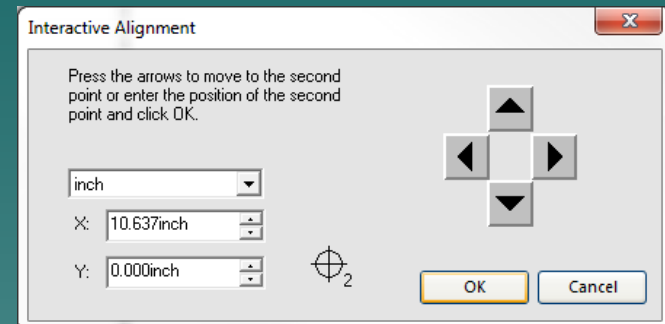 Interactive Alignment
Press the arrows to move to the second
point or enter the position of the second
point and click OK.
inch
X: 10.637inch
Y: 0.000inch
2
OK
Cancel